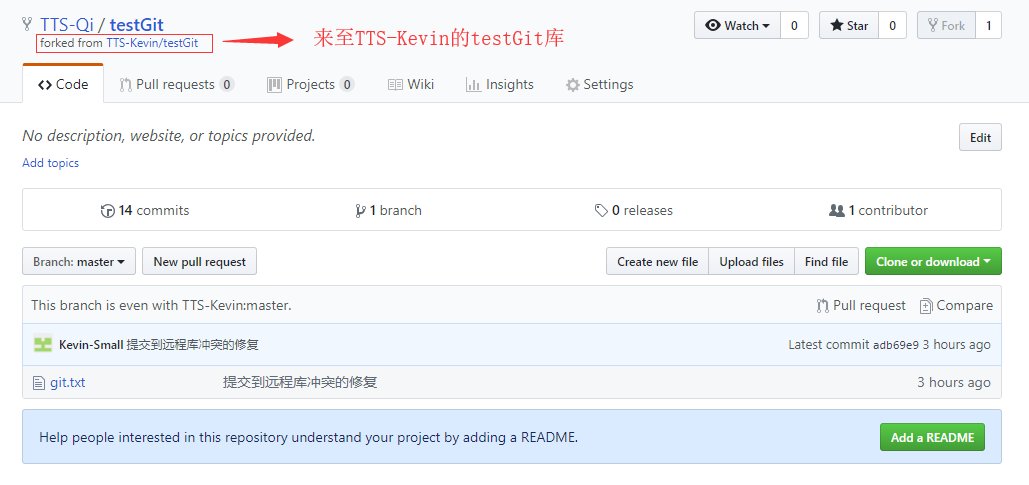 TTS-Qi / testGit
Watch 0 Star 0 Fork 1
forked from TTS-Kevin/testGit
来至TTS-Kevin的testGit库
Code Pull requests 0 Projects 0 Wiki Insights Settings
No description, website, or topics provided.
Edit
Add topics
14 commits 1 branch 0 releases 1 contributor
Branch: master New pull request Create new file Upload files Find file Clone or download
This branch is even with TTS-Kevin:master. Pull request Compare
Kevin-Small 提交到远程库冲突的修复 Latest commit adb69e9 3 hours ago
git.txt 提交到远程库冲突的修复 3 hours ago
Help people interested in this repository understand your project by adding a README. Add a README